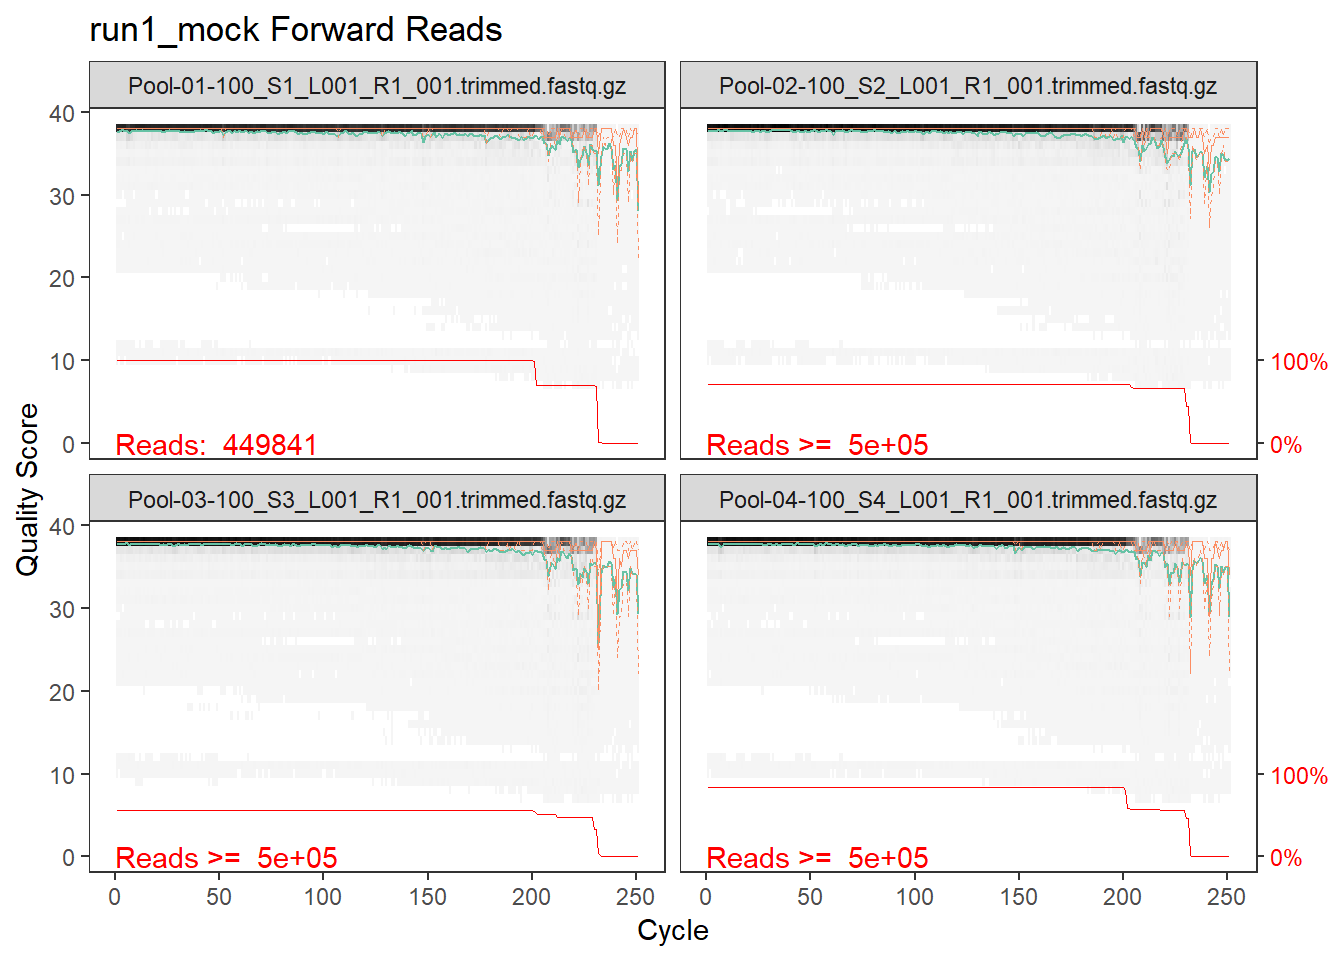 run1_mock Forward Reads
Pool-01-100_S1_L001_R1_001.trimmed.fastq.gz
Pool-02-100_S2_L001_R1_001.trimmed.fastq.gz
40
30
20
10
0
100%
0%
Reads:  449841
Reads >=  5e+05
Quality Score
Pool-03-100_S3_L001_R1_001.trimmed.fastq.gz
Pool-04-100_S4_L001_R1_001.trimmed.fastq.gz
40
30
20
10
0
100%
0%
Reads >=  5e+05
Reads >=  5e+05
0 50 100 150 200 250
0 50 100 150 200 250
Cycle